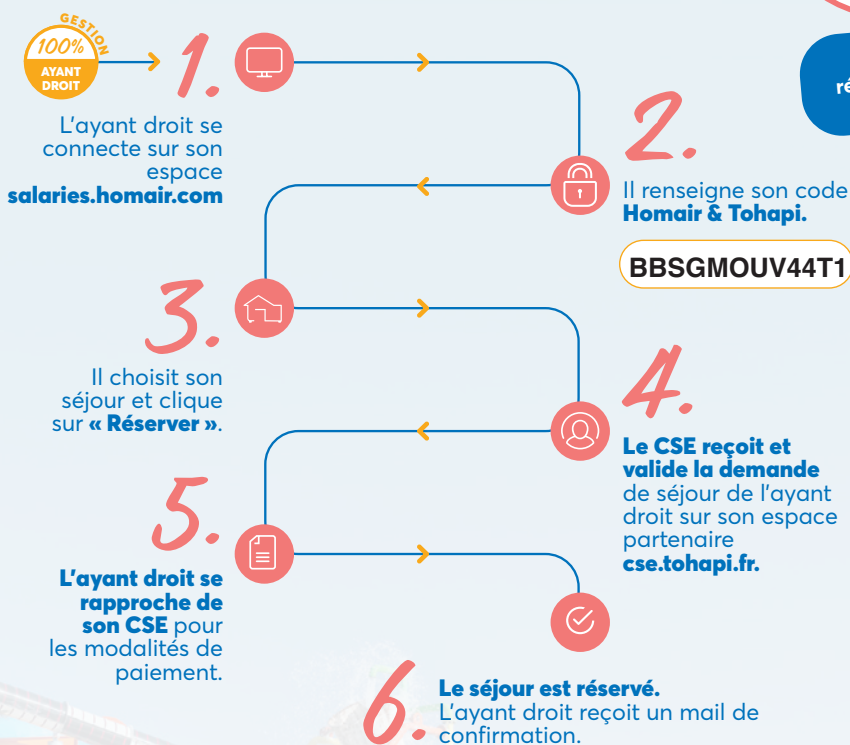 GESTION
100%
AYANT
DROIT
1.
L'ayant droit se
connecte sur son
espace
salaries.homair.com
2.
Il renseigne son code
Homair & Tohapi.
BBSGMOUV44T1
3.
Il choisit son
séjour et clique
sur « Réserver ».
4.
Le CSE reçoit et
valide la demande
de séjour de l'ayant
droit sur son espace
partenaire
cse.tohapi.fr.
5.
L'ayant droit se
rapproche de
son CSE pour
les modalités de
paiement.
6.
Le séjour est réservé.
L'ayant droit reçoit un mail de
confirmation.